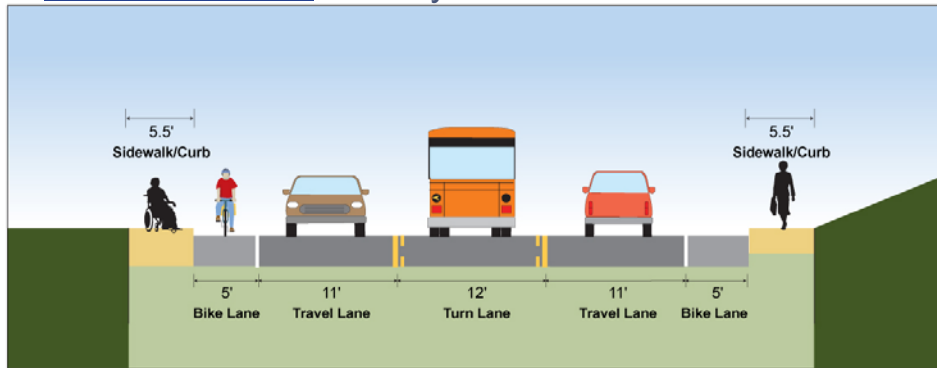 5.5'
Sidewalk/Curb
5.5'
Sidewalk/Curb
5'
Bike Lane
11'
Travel Lane
12'
Turn Lane
11'
Travel Lane
5'
Bike Lane